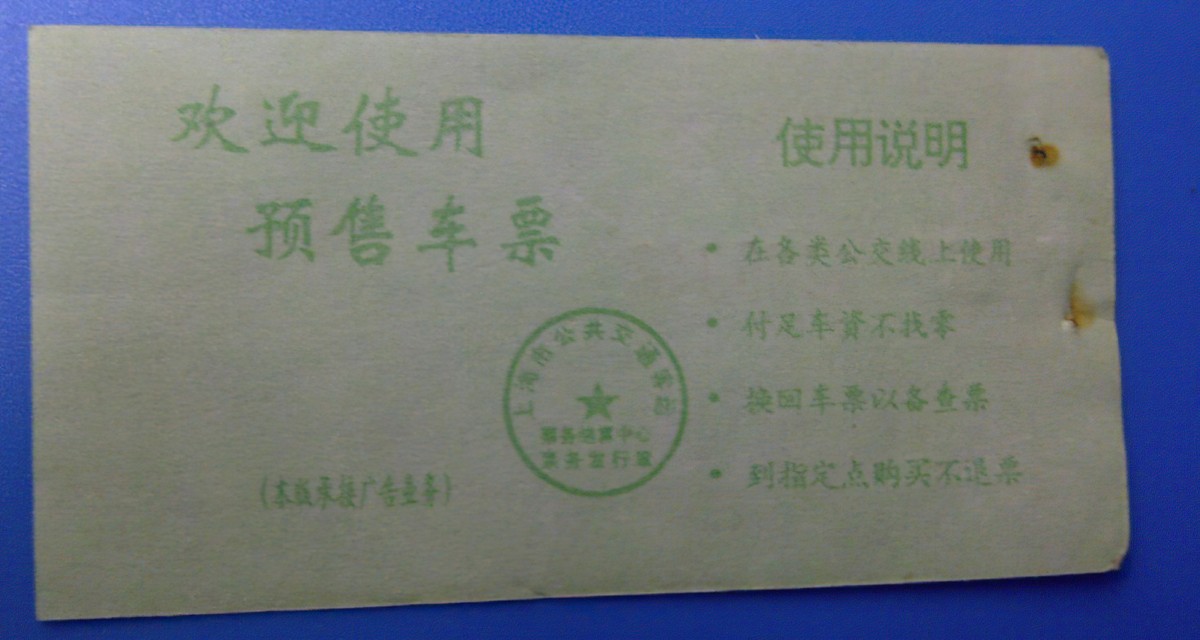 欢迎使用
预售车票
(本版承接广告业务)
上海市公共交通客运
票务结算中心
票务发行章
使用说明
• 在各类公交线上使用
• 付足车资不找零
• 换回车票以备查票
• 到指定点购买不退票